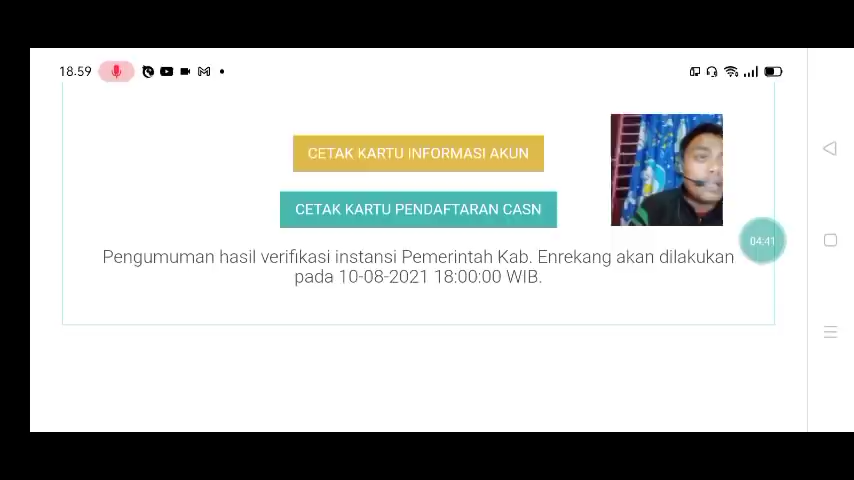 18.59
CETAK KARTU INFORMASI AKUN
CETAK KARTU PENDAFTARAN CASN
04:41
Pengumuman hasil verifikasi instansi Pemerintah Kab. Enrekang akan dilakukan
pada 10-08-2021 18:00:00 WIB.